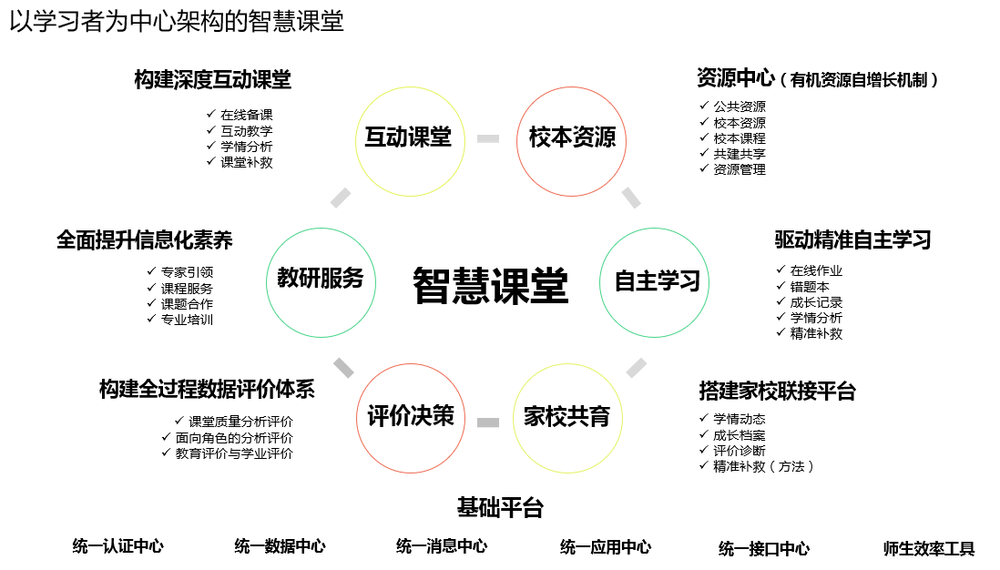 以学习者为中心架构的智慧课堂
构建深度互动课堂
✓ 在线备课
✓ 互动教学
✓ 学情分析
✓ 课堂补救
互动课堂
校本资源
资源中心（有机资源自增长机制）
✓ 公共资源
✓ 校本资源
✓ 校本课程
✓ 共建共享
✓ 资源管理
全面提升信息化素养
✓ 专家引领
✓ 课程服务
✓ 课题合作
✓ 专业培训
教研服务
智慧课堂
自主学习
驱动精准自主学习
✓ 在线作业
✓ 错题本
✓ 成长记录
✓ 学情分析
✓ 精准补救
构建全过程数据评价体系
✓ 课堂质量分析评价
✓ 面向角色的分析评价
✓ 教育评价与学业评价
评价决策
家校共育
搭建家校联接平台
✓ 学情动态
✓ 成长档案
✓ 评价诊断
✓ 精准补救（方法）
基础平台
统一认证中心
统一数据中心
统一消息中心
统一应用中心
统一接口中心
师生效率工具